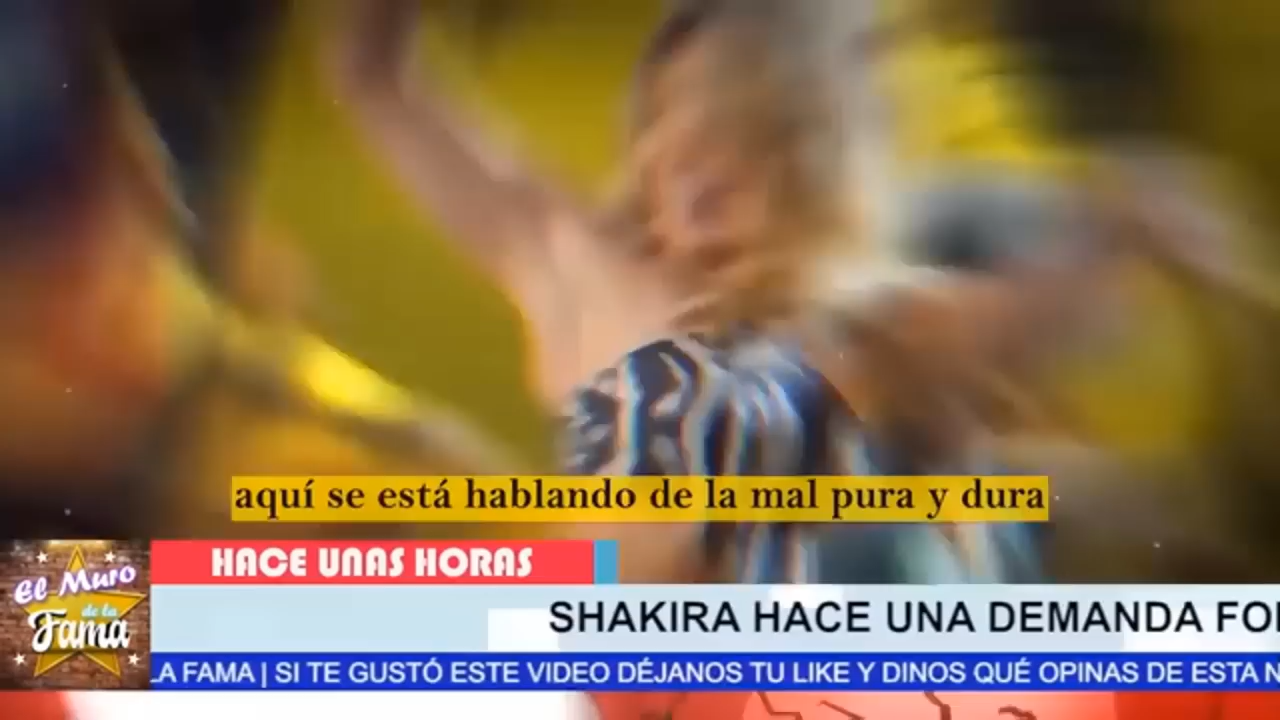 aquí se está hablando de la mal pura y dura
El Muro
de la
Fama
HACE UNAS HORAS
SHAKIRA HACE UNA DEMANDA
LA FAMA | SI TE GUSTÓ ESTE VIDEO DÉJANOS TU LIKE Y DINOS QUÉ OPINAS DE ESTA